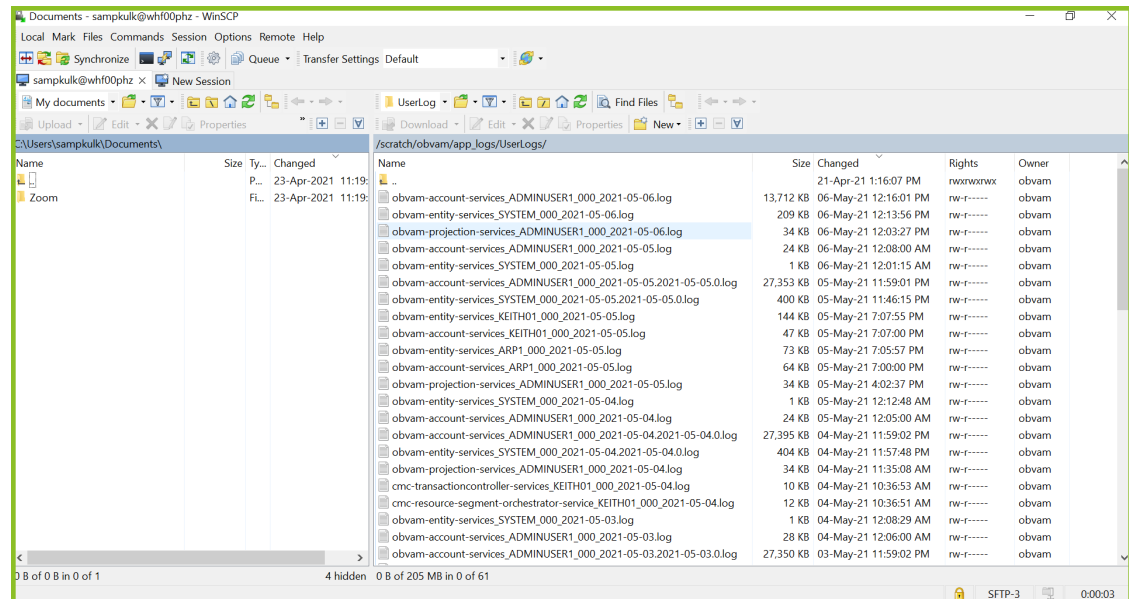 Documents - sampkulk@whf00phz - WinSCP
Local Mark Files Commands Session Options Remote Help
Synchronize Queue Transfer Settings Default
sampkulk@whf00phz × New Session
My documents UserLog Find Files
Upload Edit Properties » Download Edit Properties New
C:\Users\sampkulk\Documents\ /scratch/obvam/app_logs/UserLogs/
Name Size Ty... Changed Name Size Changed Rights Owner
.. P... 23-Apr-2021 11:19: .. 21-Apr-21 1:16:07 PM rwxrwxrwx obvam
Zoom Fi... 23-Apr-2021 11:19: obvam-account-services_ADMINUSER1_000_2021-05-06.log 13,712 KB 06-May-21 12:16:01 PM rw-r----- obvam
obvam-entity-services_SYSTEM_000_2021-05-06.log 209 KB 06-May-21 12:13:56 PM rw-r----- obvam
obvam-projection-services_ADMINUSER1_000_2021-05-06.log 34 KB 06-May-21 12:03:27 PM rw-r----- obvam
obvam-account-services_ADMINUSER1_000_2021-05-05.log 24 KB 06-May-21 12:08:00 AM rw-r----- obvam
obvam-entity-services_SYSTEM_000_2021-05-05.log 1 KB 06-May-21 12:01:15 AM rw-r----- obvam
obvam-account-services_ADMINUSER1_000_2021-05-05.2021-05-05.0.log 27,353 KB 05-May-21 11:59:01 PM rw-r----- obvam
obvam-entity-services_SYSTEM_000_2021-05-05.2021-05-05.0.log 400 KB 05-May-21 11:46:15 PM rw-r----- obvam
obvam-entity-services_KEITH01_000_2021-05-05.log 144 KB 05-May-21 7:07:55 PM rw-r----- obvam
obvam-account-services_KEITH01_000_2021-05-05.log 47 KB 05-May-21 7:07:00 PM rw-r----- obvam
obvam-entity-services_ARP1_000_2021-05-05.log 73 KB 05-May-21 7:05:57 PM rw-r----- obvam
obvam-account-services_ARP1_000_2021-05-05.log 64 KB 05-May-21 7:00:00 PM rw-r----- obvam
obvam-projection-services_ADMINUSER1_000_2021-05-05.log 34 KB 05-May-21 4:02:37 PM rw-r----- obvam
obvam-entity-services_SYSTEM_000_2021-05-04.log 1 KB 05-May-21 12:12:48 AM rw-r----- obvam
obvam-account-services_ADMINUSER1_000_2021-05-04.log 24 KB 05-May-21 12:05:00 AM rw-r----- obvam
obvam-account-services_ADMINUSER1_000_2021-05-04.2021-05-04.0.log 27,395 KB 04-May-21 11:59:02 PM rw-r----- obvam
obvam-entity-services_SYSTEM_000_2021-05-04.2021-05-04.0.log 404 KB 04-May-21 11:57:48 PM rw-r----- obvam
obvam-projection-services_ADMINUSER1_000_2021-05-04.log 34 KB 04-May-21 11:35:08 AM rw-r----- obvam
cmc-transactioncontroller-services_KEITH01_000_2021-05-04.log 10 KB 04-May-21 10:36:53 AM rw-r----- obvam
cmc-resource-segment-orchestrator-service_KEITH01_000_2021-05-04.log 12 KB 04-May-21 10:36:51 AM rw-r----- obvam
obvam-entity-services_SYSTEM_000_2021-05-03.log 1 KB 04-May-21 12:08:29 AM rw-r----- obvam
obvam-account-services_ADMINUSER1_000_2021-05-03.log 28 KB 04-May-21 12:06:00 AM rw-r----- obvam
obvam-account-services_ADMINUSER1_000_2021-05-03.2021-05-03.0.log 27,350 KB 03-May-21 11:59:02 PM rw-r----- obvam
0 B of 0 B in 0 of 1 4 hidden 0 B of 205 MB in 0 of 61
SFTP-3 0:00:03